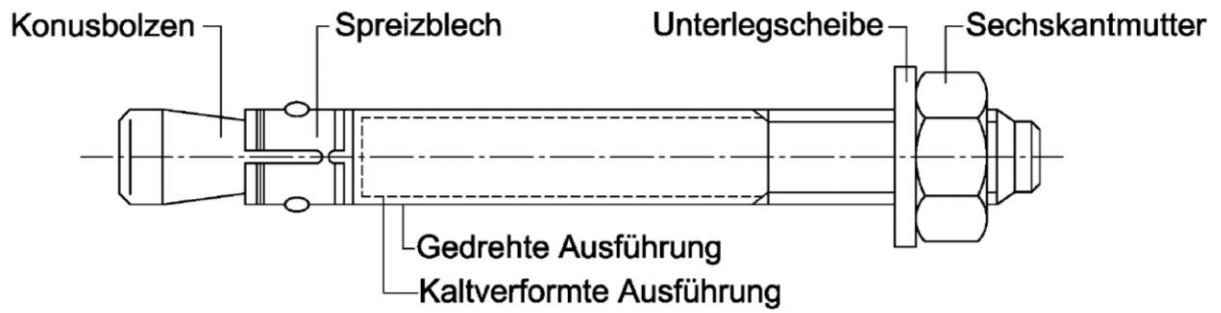 Konusbolzen
Spreizblech
Unterlegscheibe
Sechskantmutter
Gedrehte Ausführung
Kaltverformte Ausführung